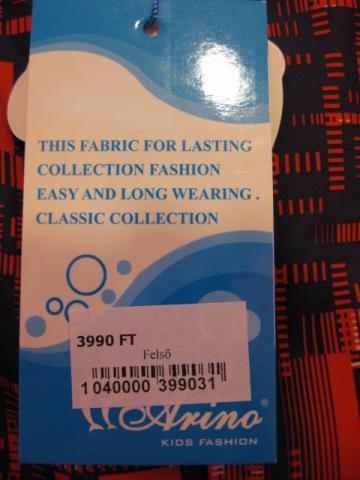 THIS FABRIC FOR LASTING
COLLECTION FASHION
EASY AND LONG WEARING .
CLASSIC COLLECTION
3990 FT
Felső
1 040000 399031
Arino
KIDS FASHION